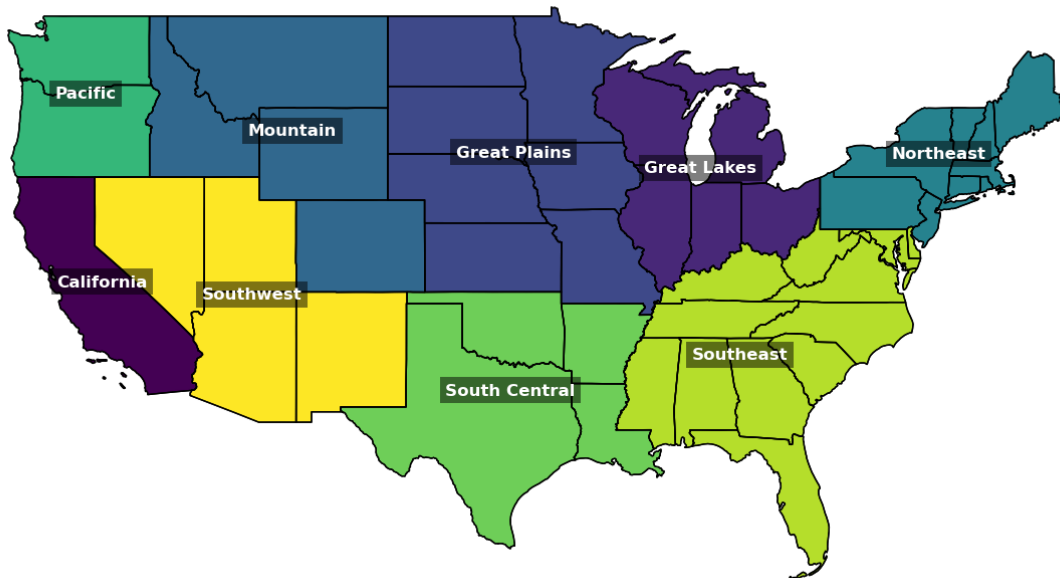 Pacific
Mountain
Great Plains
Great Lakes
Northeast
California
Southwest
Southeast
South Central